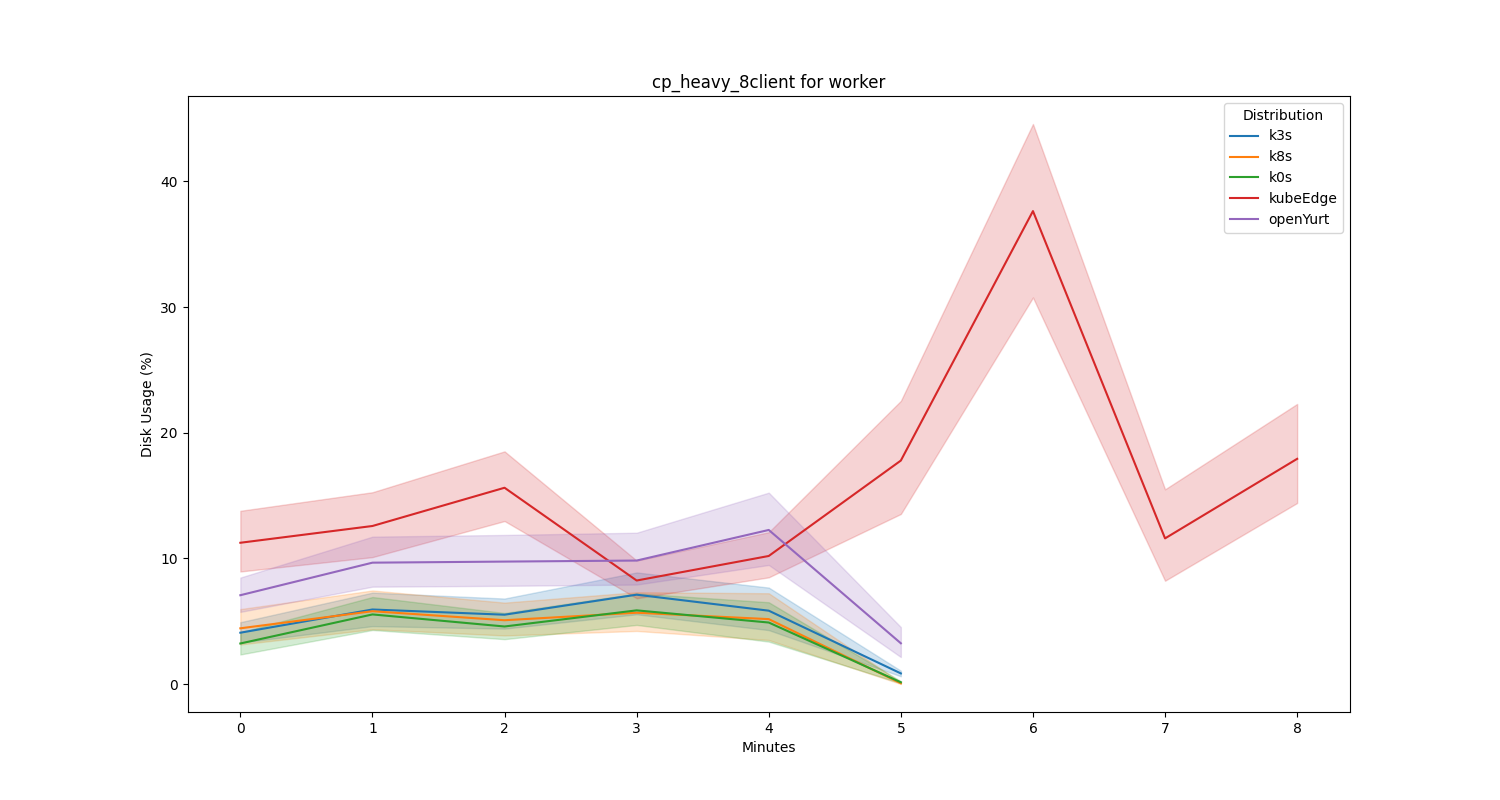 cp_heavy_8client for worker
Distribution
k3s
k8s
k0s
kubeEdge
openYurt
Disk Usage (%)
40
30
20
10
0
0 1 2 3 4 5 6 7 8
Minutes